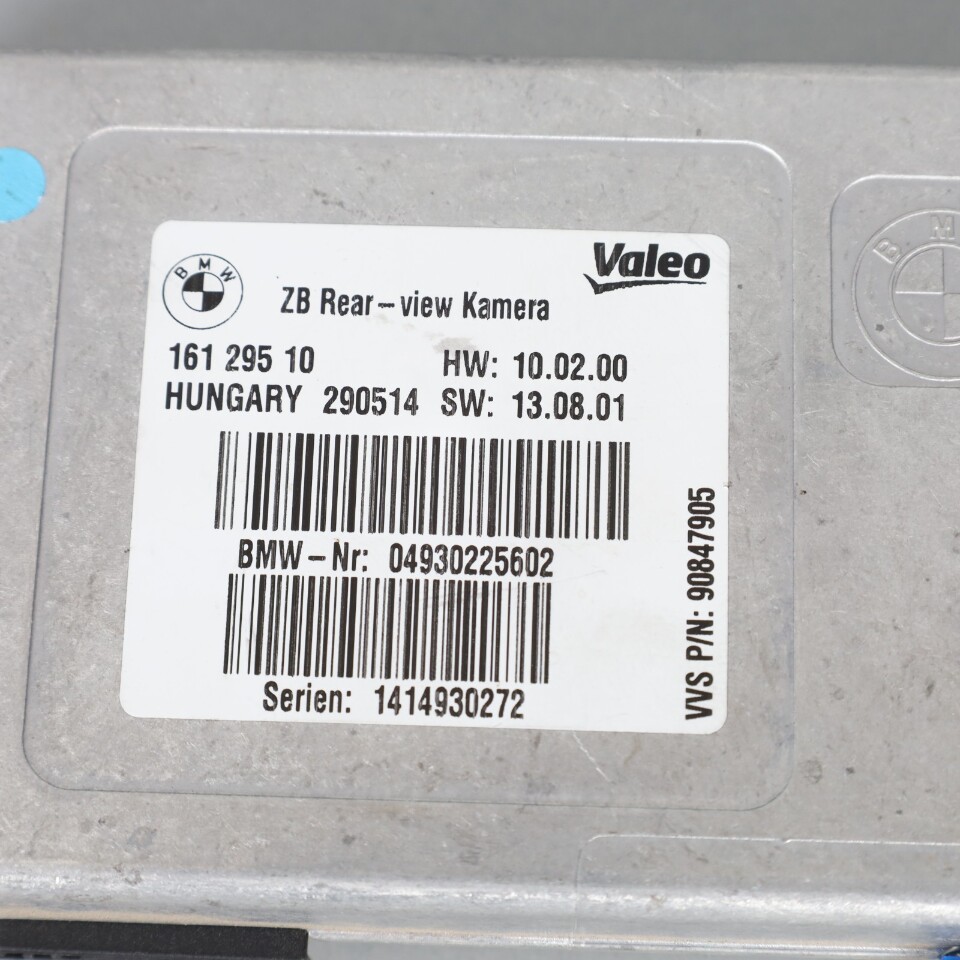 BMW
Valeo
ZB Rear-view Kamera
161 295 10 HW: 10.02.00
HUNGARY 290514 SW: 13.08.01
BMW-Nr: 04930225602
Serien: 1414930272
VVS P/N: 90847905
BM